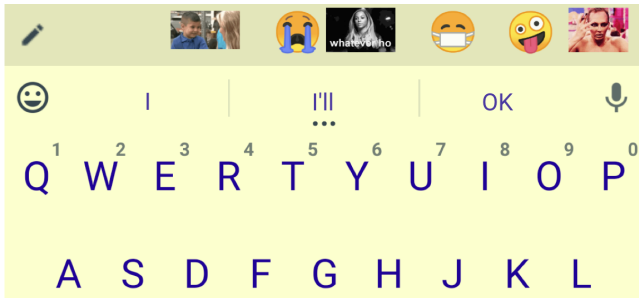 whatever ho
I I'll OK
1 2 3 4 5 6 7 8 9 0
Q W E R T Y U I O P
A S D F G H J K L